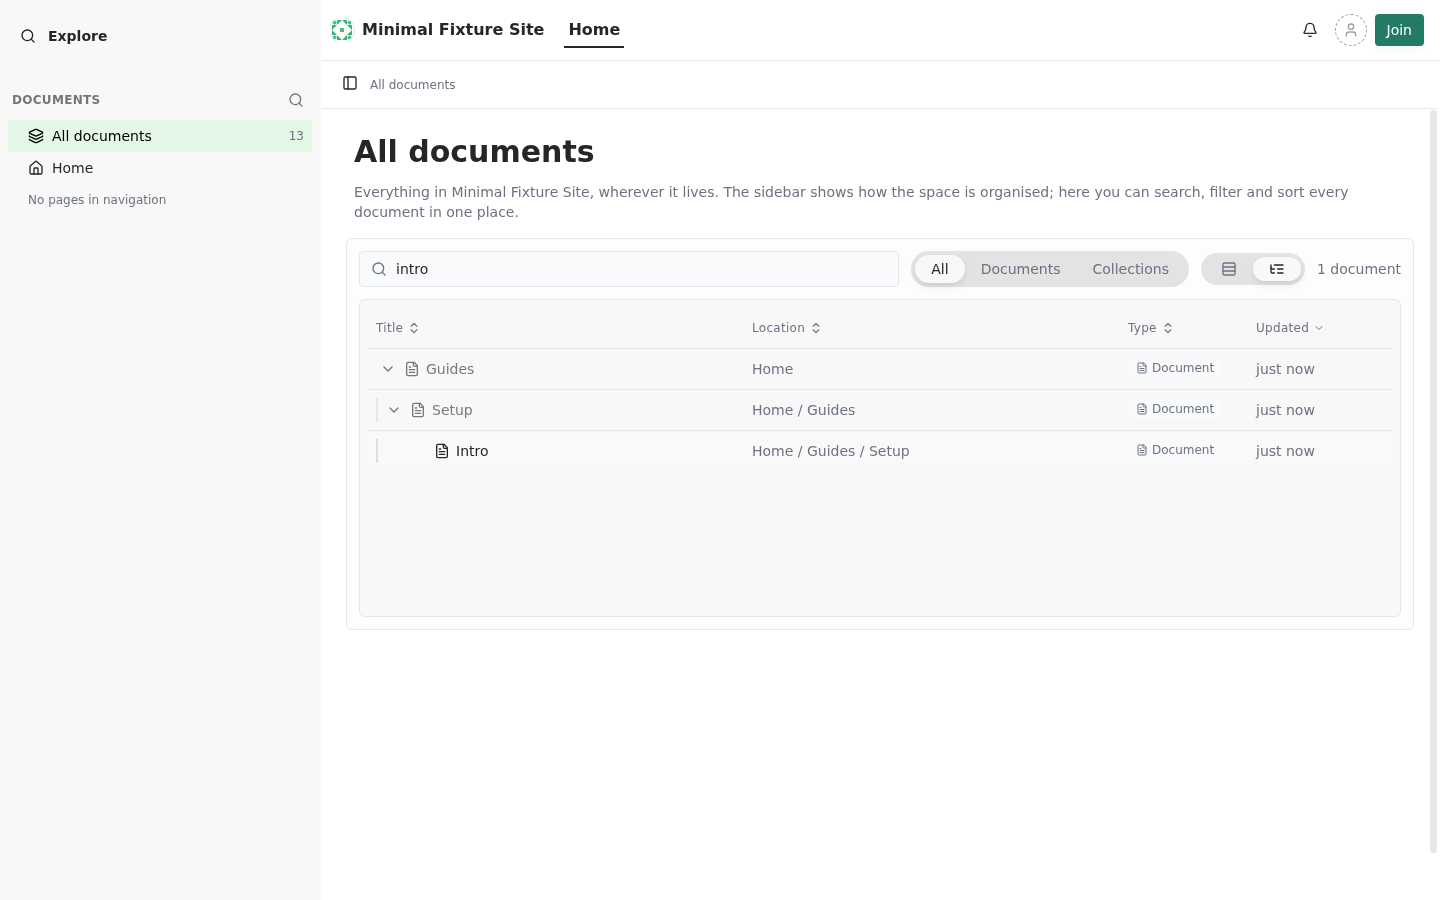 Explore
DOCUMENTS
All documents 13
Home
No pages in navigation
Minimal Fixture Site Home Join
All documents
All documents
Everything in Minimal Fixture Site, wherever it lives. The sidebar shows how the space is organised; here you can search, filter and sort every
document in one place.
intro All Documents Collections 1 document
Title Location Type Updated
Guides Home Document just now
Setup Home / Guides Document just now
Intro Home / Guides / Setup Document just now